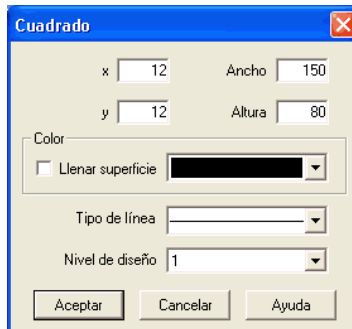 Cuadrado
x 12 Ancho 150
y 12 Altura 80
Color
Llenar superficie
Tipo de línea
Nivel de diseño 1
Aceptar Cancelar Ayuda